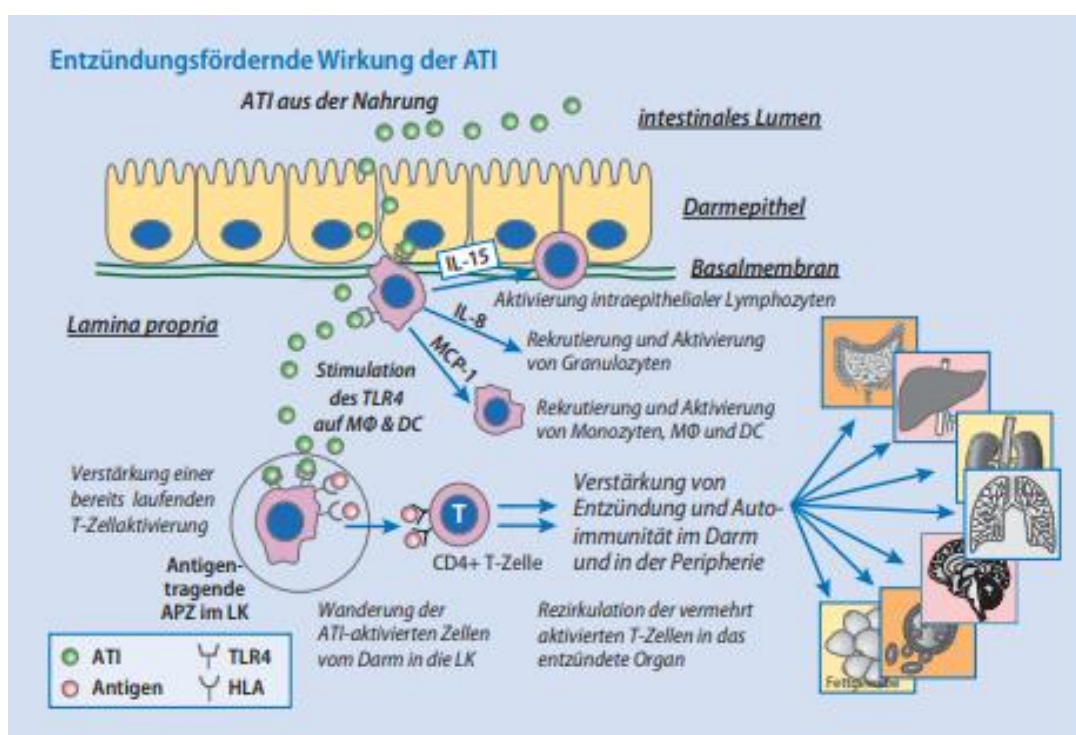 Entzündungsfördernde Wirkung der ATI
ATI aus der Nahrung
intestinales Lumen
Darmepithel
IL-15
Basalmembran
Aktivierung intraepithelialer Lymphozyten
Lamina propria
IL-8
Rekrutierung und Aktivierung
von Granulozyten
MCP-1
Stimulation
des TLR4
auf MΦ & DC
Rekrutierung und Aktivierung
von Monozyten, MΦ und DC
Verstärkung einer
bereits laufenden
T-Zellaktivierung
T
CD4+ T-Zelle
Verstärkung von
Entzündung und Auto-
immunität im Darm
und in der Peripherie
Antigen-
tragende
APZ im LK
Wanderung der
ATI-aktivierten Zellen
vom Darm in die LK
Rezirkulation der vermehrt
aktivierten T-Zellen in das
entzündete Organ
ATI
TLR4
Antigen
HLA